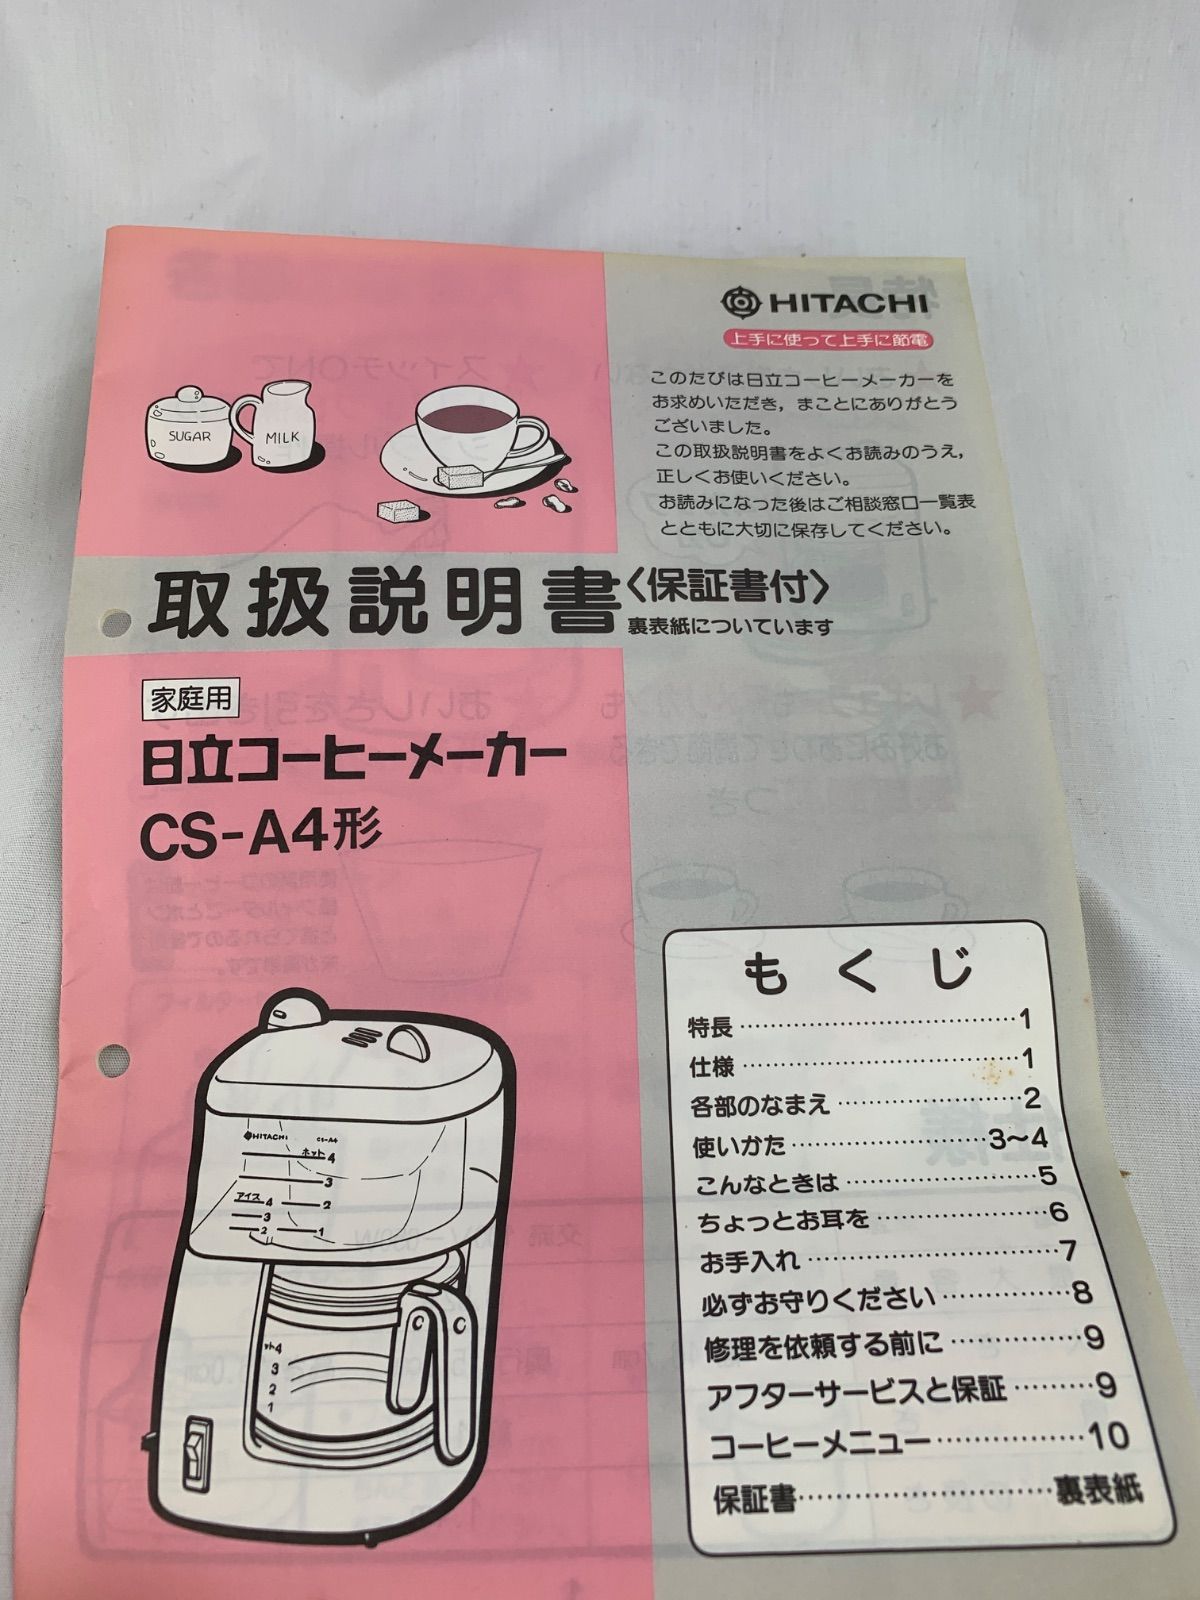 HITACHI
上手に使って上手に節電
このたびは日立コーヒーメーカーを
お求めいただき，まことにありがとう
ございました。
この取扱説明書をよくお読みのうえ，
正しくお使いください。
お読みになった後はご相談窓口一覧表
とともに大切に保存してください。
SUGAR
MILK
取扱説明書〈保証書付〉
裏表紙についています
家庭用
日立コーヒーメーカー
CS-A4形
HITACHI CS-A4
ホット4
3
アイス4 2
3
2 1
4
3
2
1
もくじ
特長…………………………………1
仕様…………………………………1
各部のなまえ………………………2
使いかた………………………3〜4
こんなときは………………………5
ちょっとお耳を……………………6
お手入れ……………………………7
必ずお守りください………………8
修理を依頼する前に………………9
アフターサービスと保証…………9
コーヒーメニュー………………10
保証書…………………………裏表紙